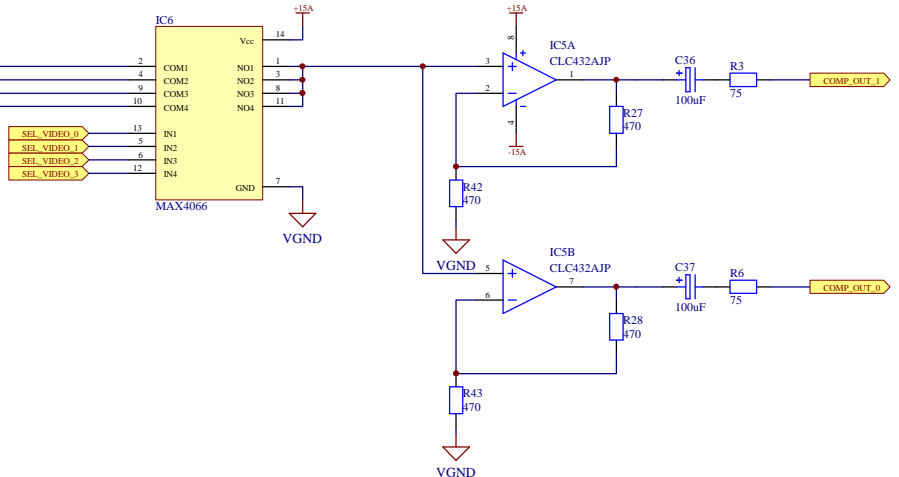 IC6
+15A
Vcc
14
2
COM1
NO1
1
4
COM2
NO2
3
9
COM3
NO3
8
10
COM4
NO4
11
SEL_VIDEO_0
13
IN1
SEL_VIDEO_1
5
IN2
SEL_VIDEO_2
6
IN3
SEL_VIDEO_3
12
IN4
GND
7
MAX4066
VGND
+15A
8
IC5A
CLC432AJP
3
+
+
1
2
−
−
4
-15A
C36
+
100uF
R3
75
COMP_OUT_1
R27
470
R42
470
VGND
IC5B
CLC432AJP
5
+
7
6
−
C37
+
100uF
R6
75
COMP_OUT_0
R28
470
R43
470
VGND